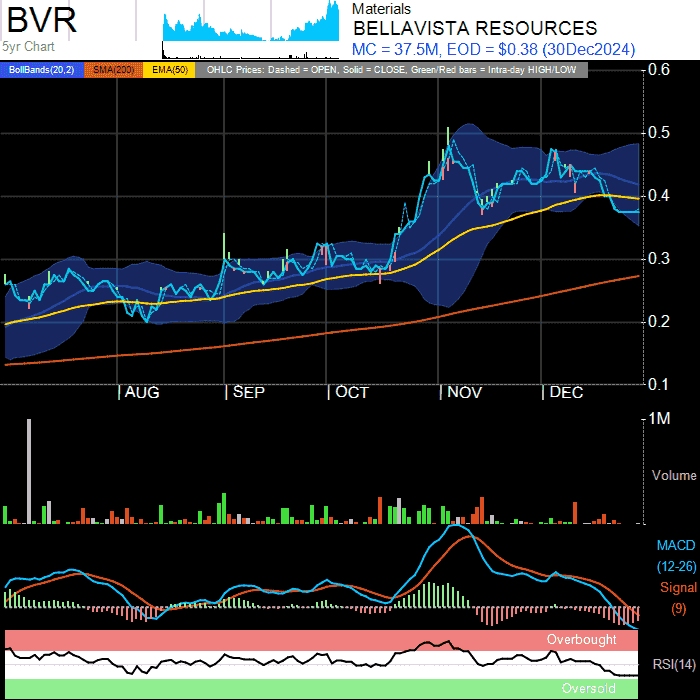 BVR
5yr Chart
Materials
BELLAVISTA RESOURCES
MC = 37.5M, EOD = $0.38 (30Dec2024)
BollBands(20,2) SMA(200) EMA(50) OHLC Prices: Dashed = OPEN, Solid = CLOSE, Green/Red bars = Intra-day HIGH/LOW
0.6
0.5
0.4
0.3
0.2
0.1
AUG SEP OCT NOV DEC
1M
Volume
MACD
(12-26)
Signal
(9)
Overbought
RSI(14)
Oversold